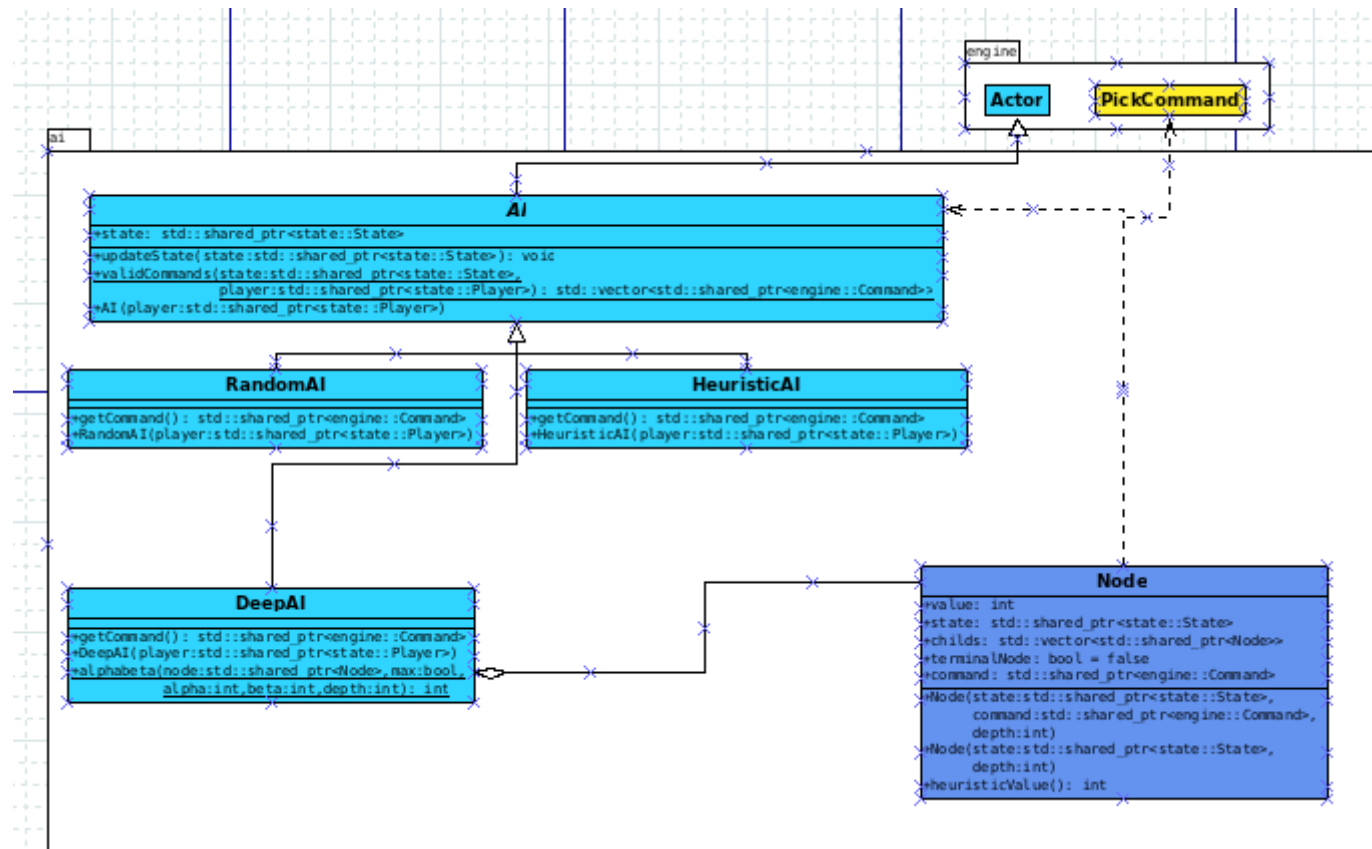 engine
Actor
PickCommand
ai
AI
+state: std::shared_ptr<state::State>
+updateState(state:std::shared_ptr<state::State>): void
+validCommands(state:std::shared_ptr<state::State>,
player:std::shared_ptr<state::Player>): std::vector<std::shared_ptr<engine::Command>>
+AI(player:std::shared_ptr<state::Player>)
RandomAI
+getCommand(): std::shared_ptr<engine::Command>
+RandomAI(player:std::shared_ptr<state::Player>)
HeuristicAI
+getCommand(): std::shared_ptr<engine::Command>
+HeuristicAI(player:std::shared_ptr<state::Player>)
DeepAI
+getCommand(): std::shared_ptr<engine::Command>
+DeepAI(player:std::shared_ptr<state::Player>)
+alphabeta(node:std::shared_ptr<Node>,max:bool,
alpha:int,beta:int,depth:int): int
Node
+value: int
+state: std::shared_ptr<state::State>
+childs: std::vector<std::shared_ptr<Node>>
+terminalNode: bool = false
+command: std::shared_ptr<engine::Command>
+Node(state:std::shared_ptr<state::State>,
command:std::shared_ptr<engine::Command>,
depth:int)
+Node(state:std::shared_ptr<state::State>,
depth:int)
+heuristicValue(): int